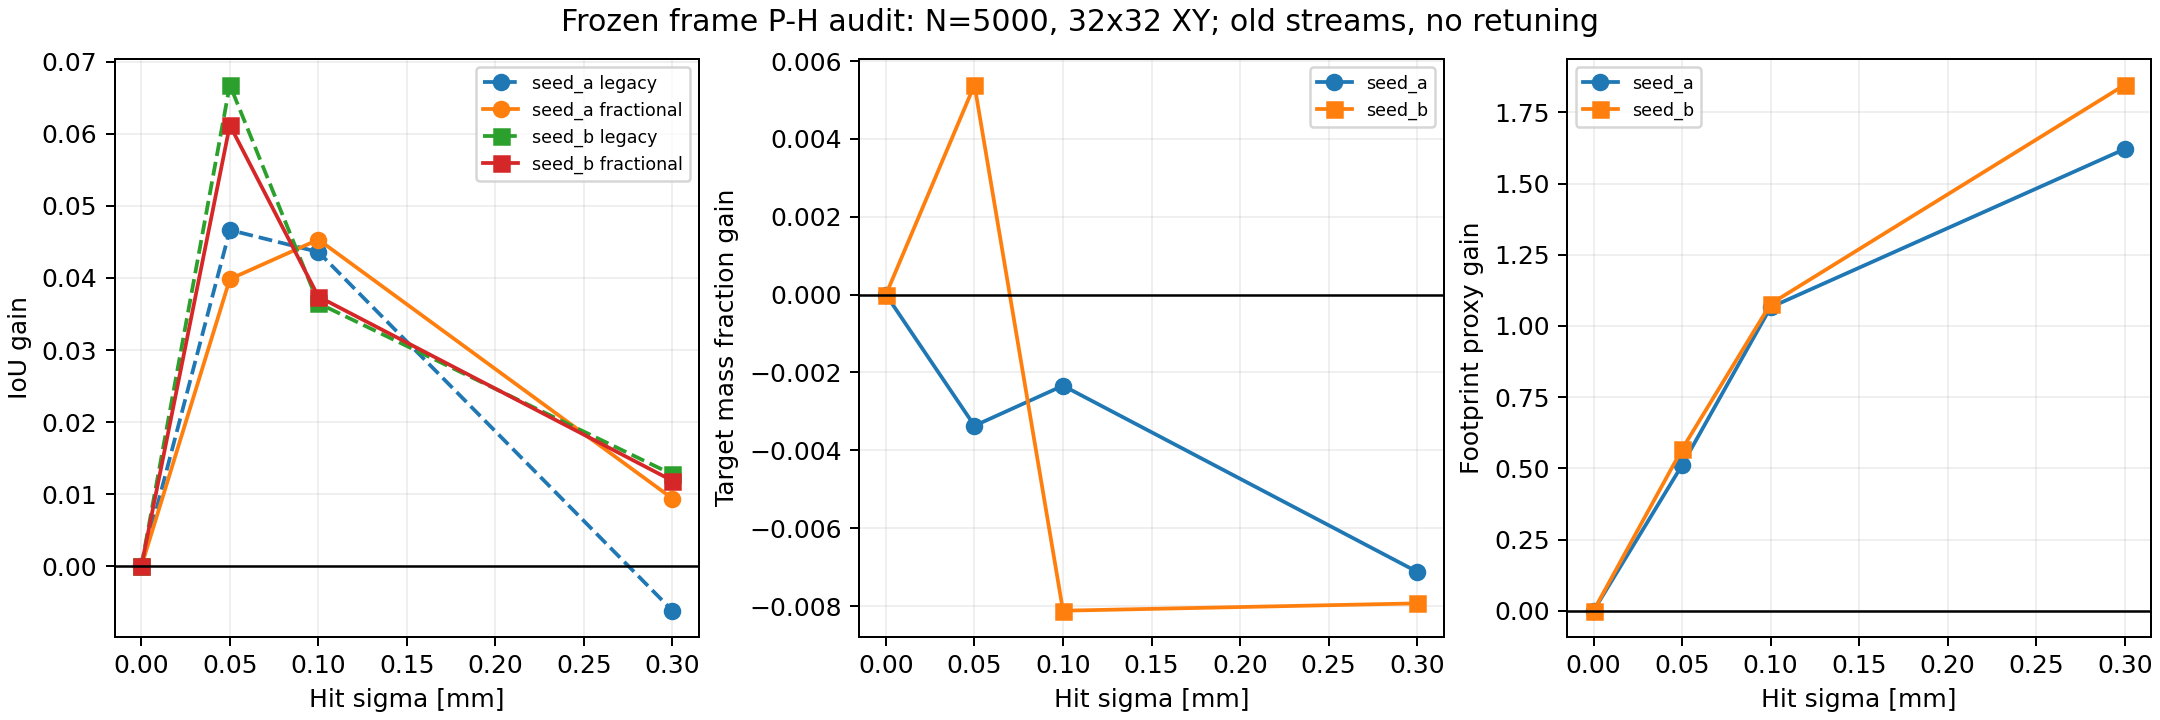 Frozen frame P-H audit: N=5000, 32x32 XY; old streams, no retuning
IoU gain
0.07
0.06
0.05
0.04
0.03
0.02
0.01
0.00
seed_a legacy
seed_a fractional
seed_b legacy
seed_b fractional
0.00 0.05 0.10 0.15 0.20 0.25 0.30
Hit sigma [mm]
Target mass fraction gain
0.006
0.004
0.002
0.000
−0.002
−0.004
−0.006
−0.008
seed_a
seed_b
0.00 0.05 0.10 0.15 0.20 0.25 0.30
Hit sigma [mm]
Footprint proxy gain
1.75
1.50
1.25
1.00
0.75
0.50
0.25
0.00
seed_a
seed_b
0.00 0.05 0.10 0.15 0.20 0.25 0.30
Hit sigma [mm]